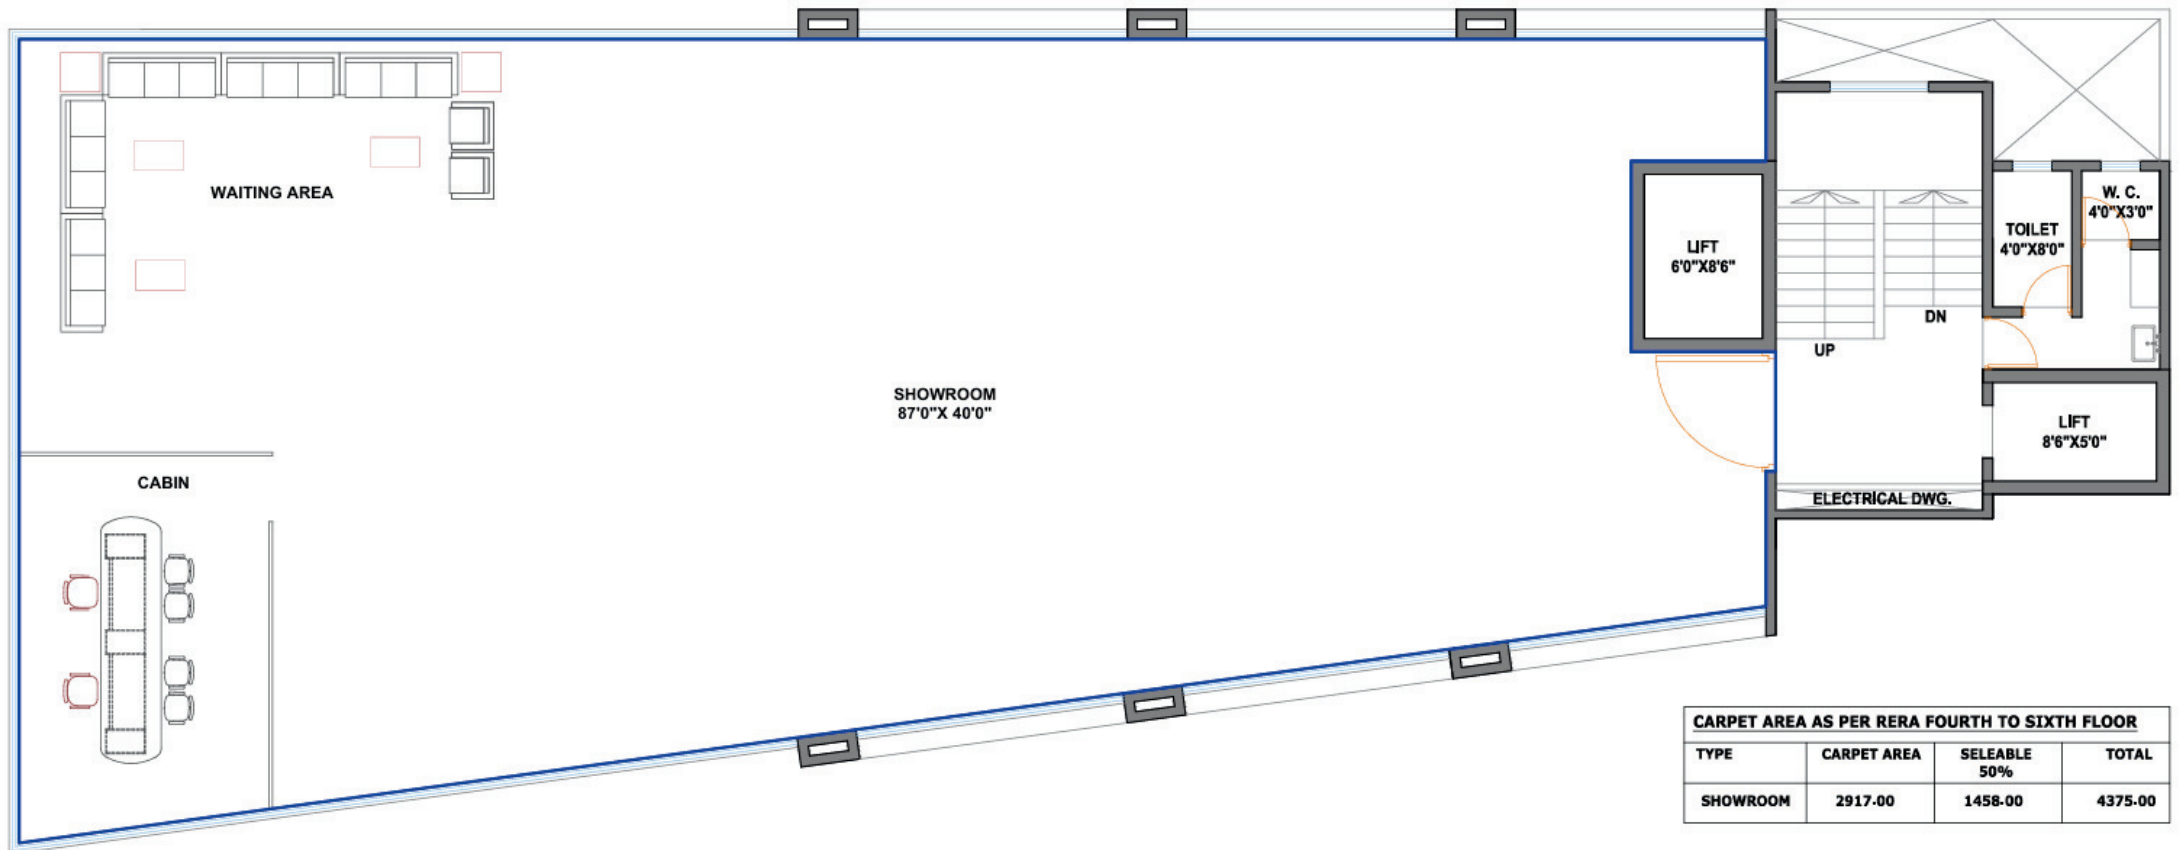 WAITING AREA
SHOWROOM
87'0"X 40'0"
CABIN
LIFT
6'0"X8'6"
UP
DN
TOILET
4'0"X8'0"
W. C.
4'0"X3'0"
LIFT
8'6"X5'0"
ELECTRICAL DWG.
CARPET AREA AS PER RERA FOURTH TO SIXTH FLOOR
TYPE CARPET AREA SELEABLE 50% TOTAL
SHOWROOM 2917.00 1458.00 4375.00